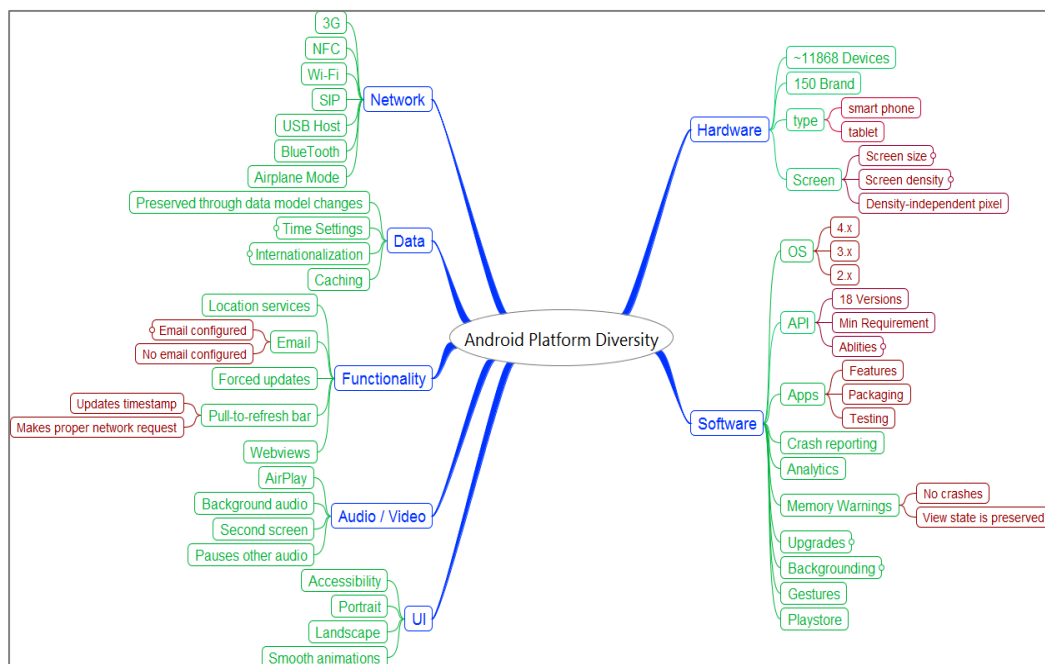 Android Platform Diversity
Network
3G
NFC
Wi-Fi
SIP
USB Host
BlueTooth
Airplane Mode
Data
Preserved through data model changes
Time Settings
Internationalization
Caching
Functionality
Location services
Email
Email configured
No email configured
Forced updates
Pull-to-refresh bar
Updates timestamp
Makes proper network request
Webviews
Audio / Video
AirPlay
Background audio
Second screen
Pauses other audio
UI
Accessibility
Portrait
Landscape
Smooth animations
Hardware
~11868 Devices
150 Brand
type
smart phone
tablet
Screen
Screen size
Screen density
Density-independent pixel
Software
OS
4.x
3.x
2.x
API
18 Versions
Min Requirement
Ablities
Apps
Features
Packaging
Testing
Crash reporting
Analytics
Memory Warnings
No crashes
View state is preserved
Upgrades
Backgrounding
Gestures
Playstore